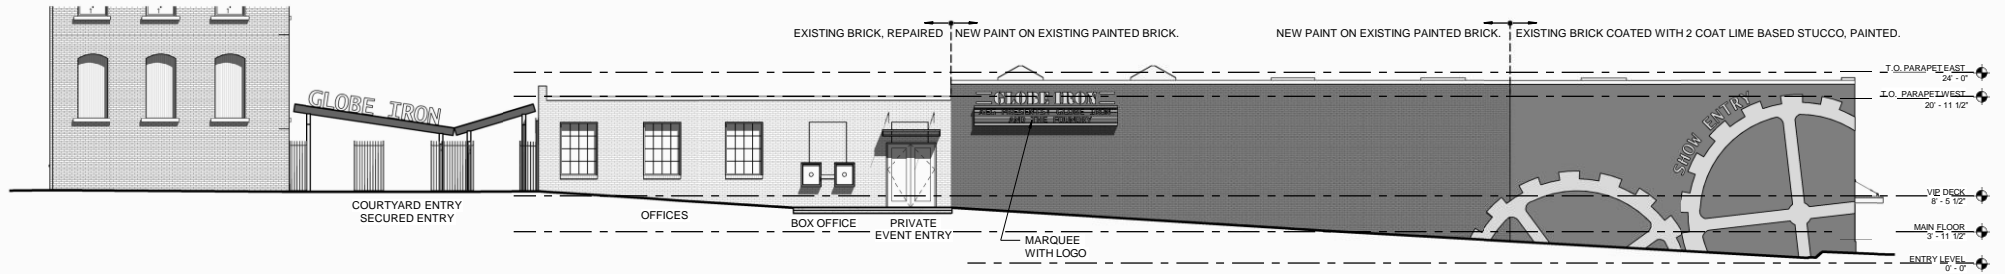 EXISTING BRICK, REPAIRED
NEW PAINT ON EXISTING PAINTED BRICK.
NEW PAINT ON EXISTING PAINTED BRICK.
EXISTING BRICK COATED WITH 2 COAT LIME BASED STUCCO, PAINTED.
T.O. PARAPET EAST
24' - 0"
T.O. PARAPET WEST
20' - 11 1/2"
GLOBE IRON
GLOBE IRON
AND THE FOUNDRY
SHOW ENTRY
VIP DECK
8' - 5 1/2"
COURTYARD ENTRY
SECURED ENTRY
OFFICES
BOX OFFICE
PRIVATE
EVENT ENTRY
MARQUEE
WITH LOGO
MAIN FLOOR
3' - 11 1/2"
ENTRY LEVEL
0' - 0"